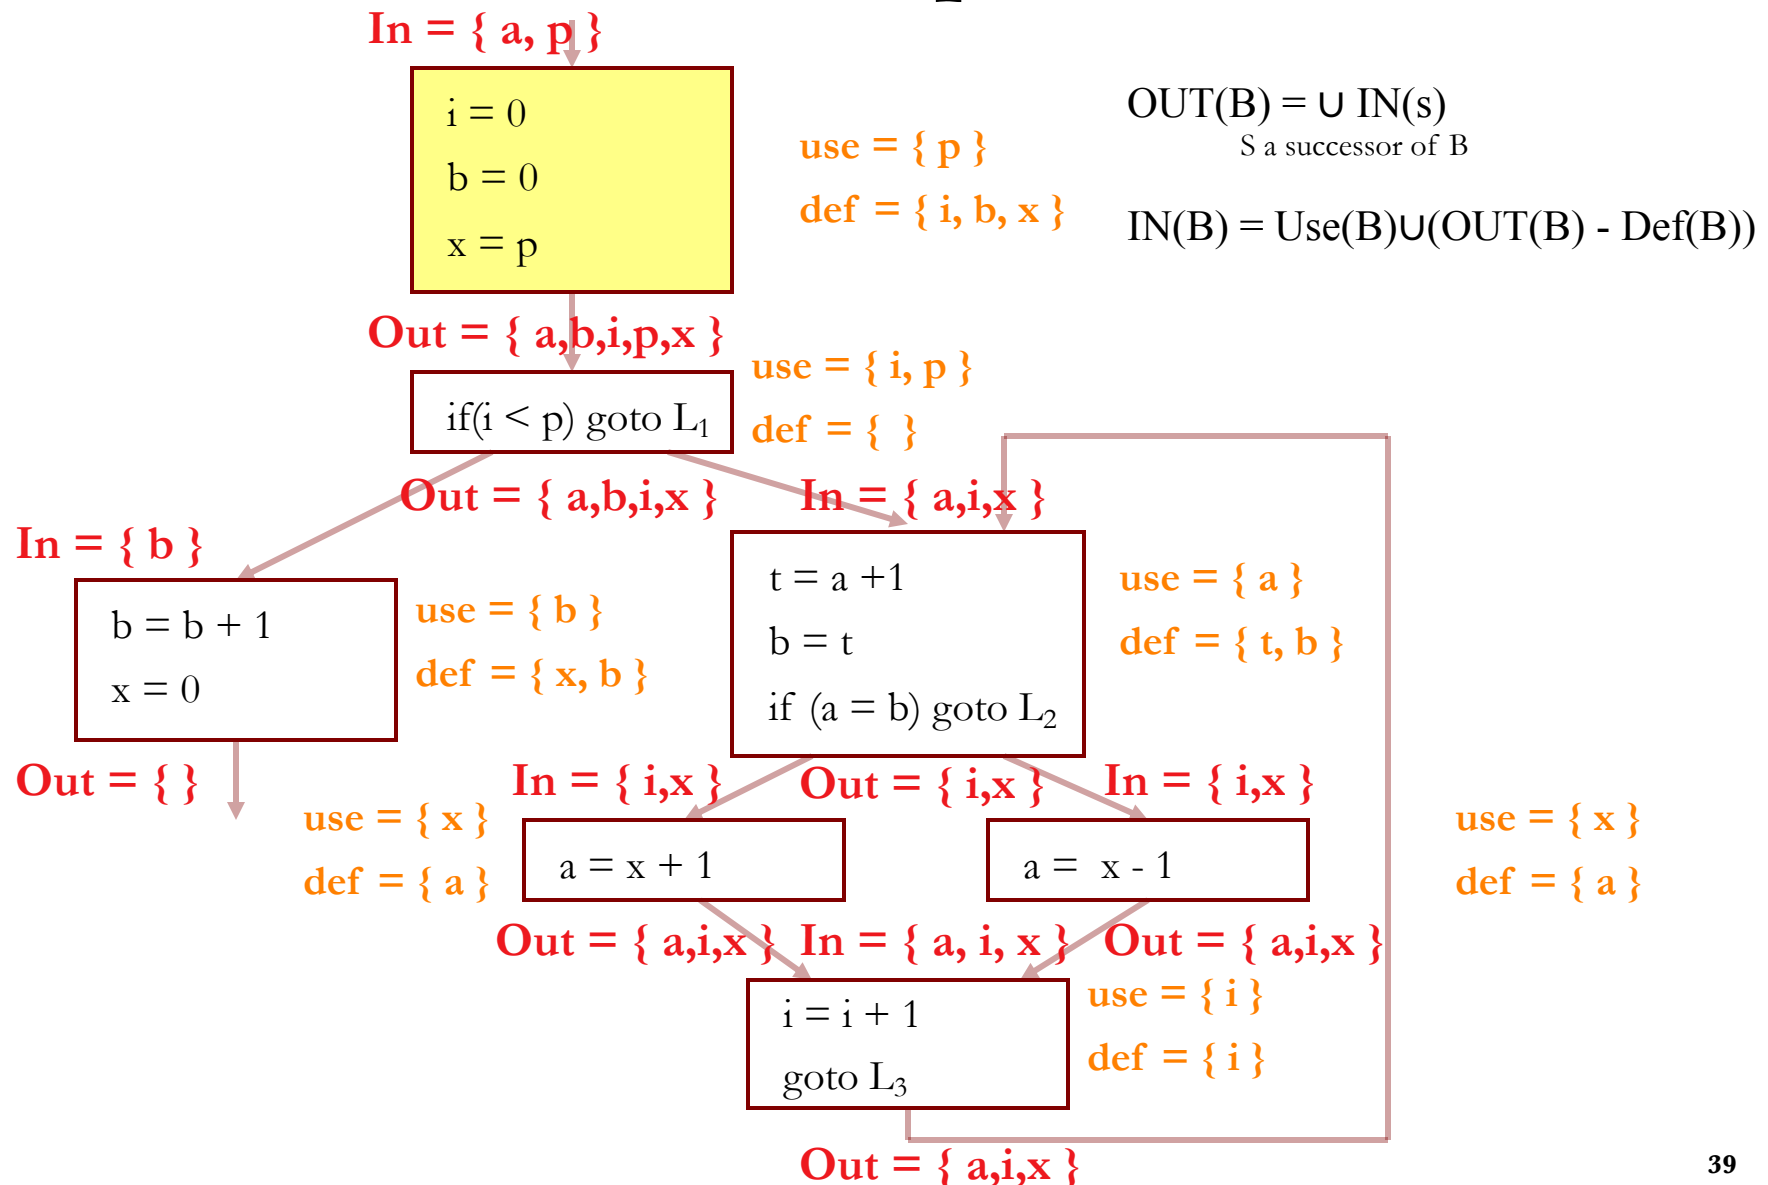 In = { a, p }
i = 0
b = 0
x = p
use = { p }
def = { i, b, x }
OUT(B) = ∪ IN(s)
S a successor of B
IN(B) = Use(B)∪(OUT(B) - Def(B))
Out = { a,b,i,p,x }
if(i < p) goto L₁
use = { i, p }
def = { }
Out = { a,b,i,x }
In = { a,i,x }
In = { b }
b = b + 1
x = 0
use = { b }
def = { x, b }
t = a +1
b = t
if (a = b) goto L₂
use = { a }
def = { t, b }
Out = { }
In = { i,x }
Out = { i,x }
In = { i,x }
use = { x }
def = { a }
a = x + 1
a = x - 1
use = { x }
def = { a }
Out = { a,i,x }
In = { a, i, x }
Out = { a,i,x }
i = i + 1
goto L₃
use = { i }
def = { i }
Out = { a,i,x }
39